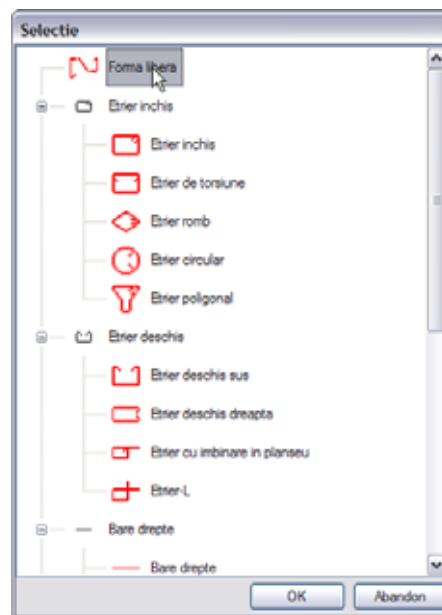 Selectie
Forma libera
Etrier inchis
Etrier inchis
Etrier de torsiune
Etrier romb
Etrier circular
Etrier poligonal
Etrier deschis
Etrier deschis sus
Etrier deschis dreapta
Etrier cu imbinare in planseu
Etrier-L
Bare drepte
Bare drepte
OK Abandon